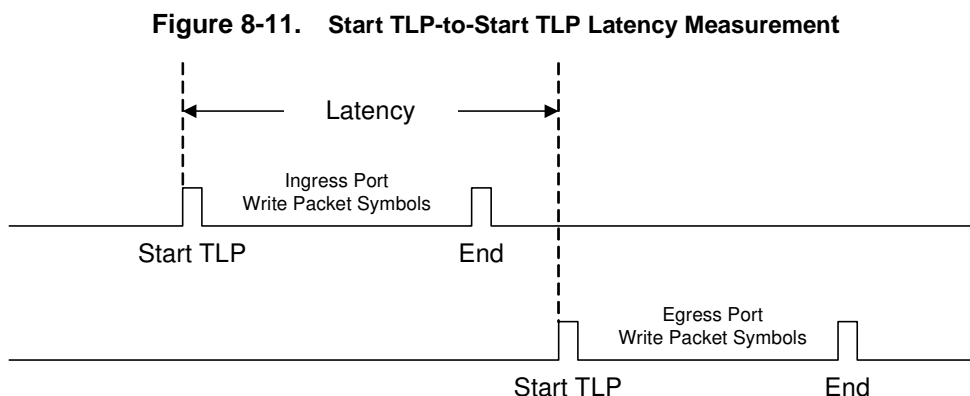 Figure 8-11. Start TLP-to-Start TLP Latency Measurement
Latency
Ingress Port
Write Packet Symbols
Start TLP
End
Egress Port
Write Packet Symbols
Start TLP
End